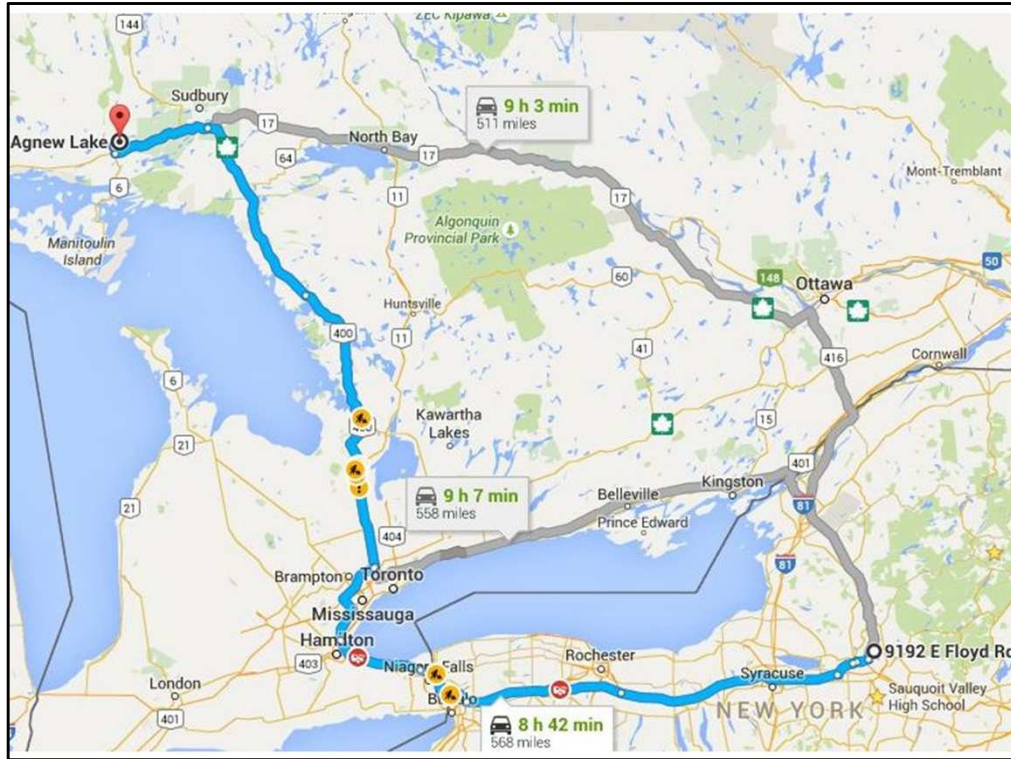 144
ZEC Kipawa
Sudbury
9 h 3 min
511 miles
17
North Bay
Agnew Lake
17
64
Mont-Tremblant
6
11
17
Algonquin
Provincial Park
Manitoulin
Island
60
148
50
Ottawa
Huntsville
400
11
41
416
Cornwall
6
Kawartha
Lakes
15
21
401
9 h 7 min
558 miles
Kingston
Belleville
21
Prince Edward
81
404
81
Brampton
Toronto
Mississauga
Hamilton
9192 E Floyd Rd
403
Niagara Falls
Rochester
London
Syracuse
Sauquoit Valley
High School
401
NEW YORK
8 h 42 min
568 miles